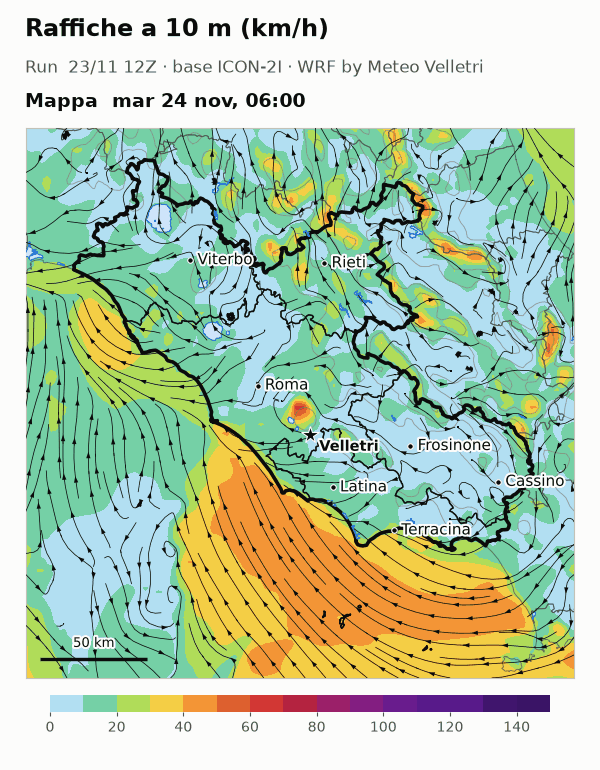 Raffiche a 10 m (km/h)
Run  23/11 12Z · base ICON-2I · WRF by Meteo Velletri
Mappa  mar 24 nov, 06:00
Viterbo
Rieti
Roma
Velletri
Frosinone
Cassino
Latina
Terracina
50 km
0 20 40 60 80 100 120 140